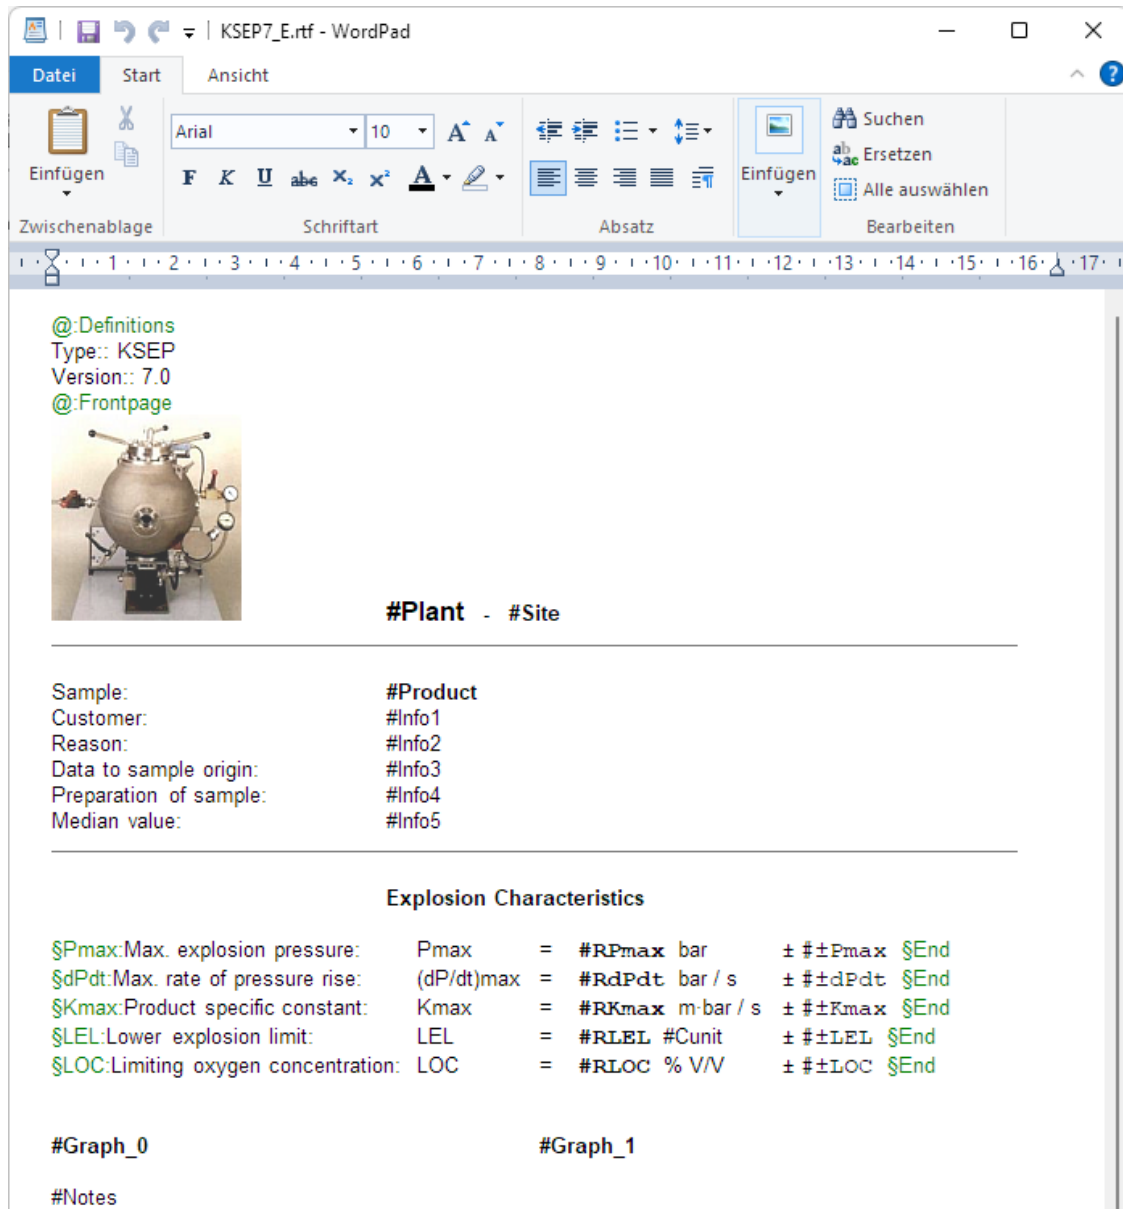 KSEP7_E.rtf - WordPad
Datei Start Ansicht
Arial 10
Suchen
Ersetzen
Einfügen F K U abc X₂ X² A Einfügen
Alle auswählen
Zwischenablage Schriftart Absatz Bearbeiten
1 2 3 4 5 6 7 8 9 10 11 12 13 14 15 16 17
@:Definitions
Type:: KSEP
Version:: 7.0
@:Frontpage
#Plant - #Site
Sample: #Product
Customer: #Info1
Reason: #Info2
Data to sample origin: #Info3
Preparation of sample: #Info4
Median value: #Info5
Explosion Characteristics
§Pmax:Max. explosion pressure: Pmax = #RPmax bar ± #±Pmax §End
§dPdt:Max. rate of pressure rise: (dP/dt)max = #RdPdt bar / s ± #±dPdt §End
§Kmax:Product specific constant: Kmax = #RKmax m·bar / s ± #±Kmax §End
§LEL:Lower explosion limit: LEL = #RLEL #Cunit ± #±LEL §End
§LOC:Limiting oxygen concentration: LOC = #RLOC % V/V ± #±LOC §End
#Graph_0 #Graph_1
#Notes